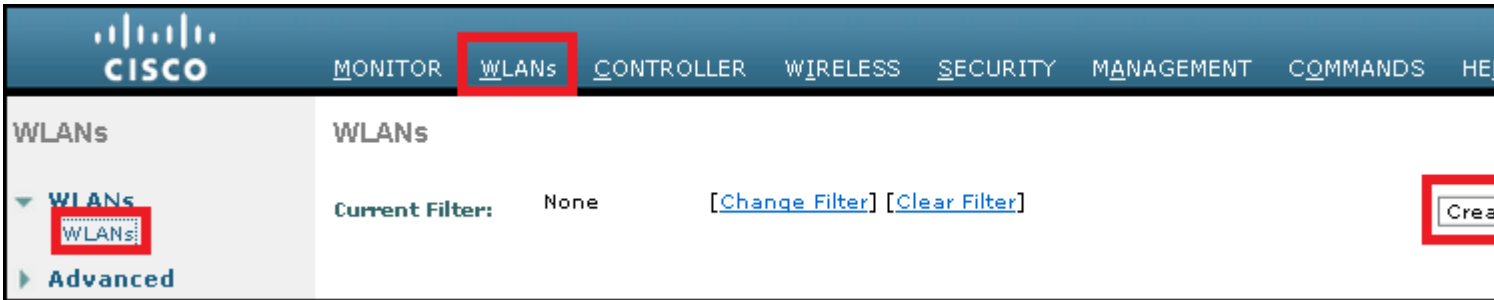 CISCO
MONITOR WLANs CONTROLLER WIRELESS SECURITY MANAGEMENT COMMANDS
WLANs
WLANs
WLANs
WLANs
Advanced
WLANs
Current Filter: None [Change Filter] [Clear Filter]